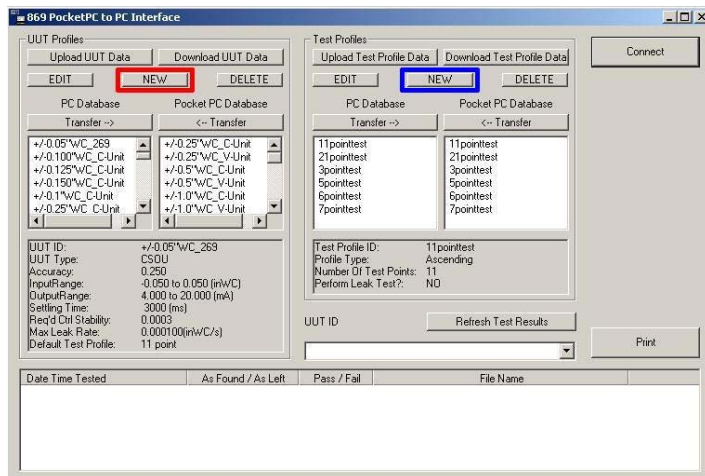 869 PocketPC to PC Interface
UUT Profiles
Upload UUT Data
Download UUT Data
EDIT
NEW
DELETE
PC Database
Pocket PC Database
Transfer -->
<-- Transfer
+/-0.05"WC_269
+/-0.100"WC_C-Unit
+/-0.125"WC_C-Unit
+/-0.150"WC_C-Unit
+/-0.1"WC_C-Unit
+/-0.25"WC_C-Unit
+/-0.25"WC_C-Unit
+/-0.25"WC_V-Unit
+/-0.5"WC_C-Unit
+/-0.5"WC_V-Unit
+/-1.0"WC_C-Unit
+/-1.0"WC_V-Unit
UUT ID: +/-0.05"WC_269
UUT Type: CSOU
Accuracy: 0.250
InputRange: -0.050 to 0.050 (inWC)
OutputRange: 4.000 to 20.000 (mA)
Settling Time: 3000 (ms)
Req'd Ctrl Stability: 0.0003
Max Leak Rate: 0.000100(inWC/s)
Default Test Profile: 11 point
Test Profiles
Upload Test Profile Data
Download Test Profile Data
EDIT
NEW
DELETE
PC Database
Pocket PC Database
Transfer -->
<-- Transfer
11pointtest
21pointtest
3pointtest
5pointtest
6pointtest
7pointtest
11pointtest
21pointtest
3pointtest
5pointtest
6pointtest
7pointtest
Test Profile ID: 11pointtest
Profile Type: Ascending
Number Of Test Points: 11
Perform Leak Test?: NO
UUT ID
Refresh Test Results
Connect
Print
Date Time Tested
As Found / As Left
Pass / Fail
File Name